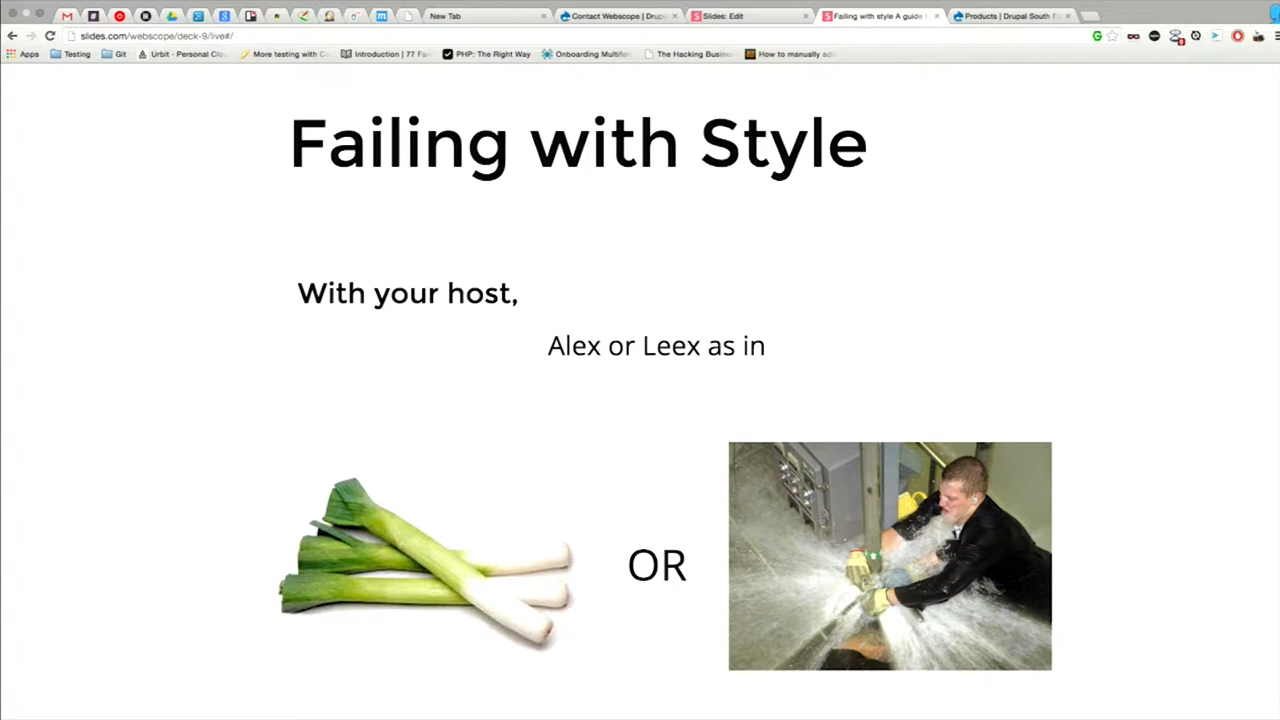 New Tab
Contact Webscope | Drup
Slides: Edit
Failing with style A guide
Products | Drupal South
slides.com/webscope/deck-9/live#/
Apps
Testing
Git
Urbit - Personal Clo
More testing with
Introduction | 77 Fa
PHP: The Right Way
Onboarding Multifa
The Hacking Busine
How to manually ad
Failing with Style
With your host,
Alex or Leex as in
OR